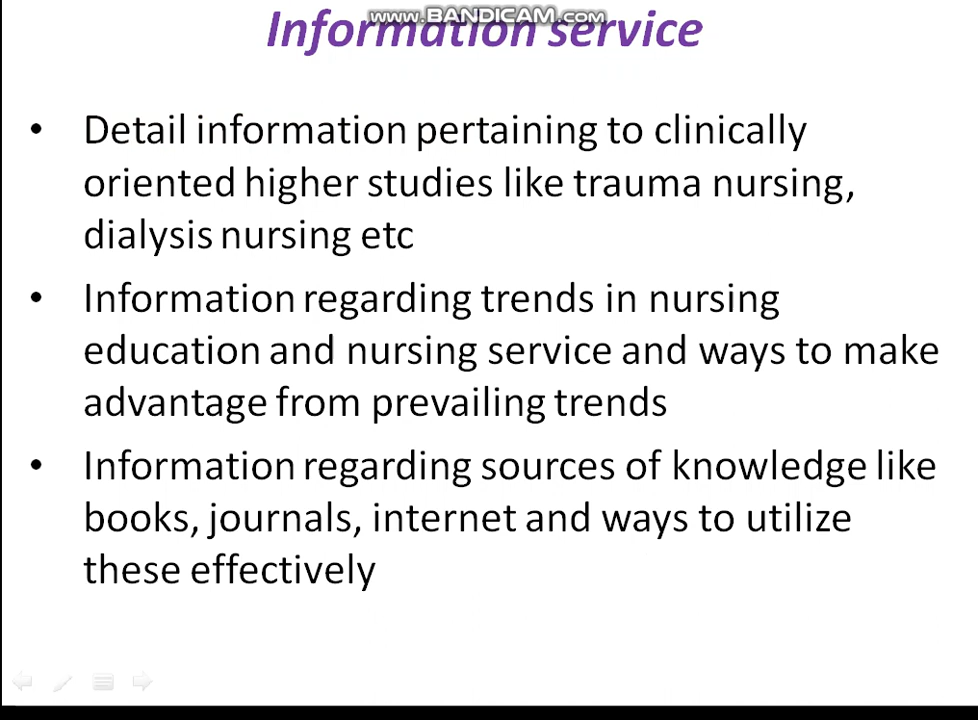 www.BANDICAM.com
Information service
• Detail information pertaining to clinically
oriented higher studies like trauma nursing,
dialysis nursing etc
• Information regarding trends in nursing
education and nursing service and ways to make
advantage from prevailing trends
• Information regarding sources of knowledge like
books, journals, internet and ways to utilize
these effectively